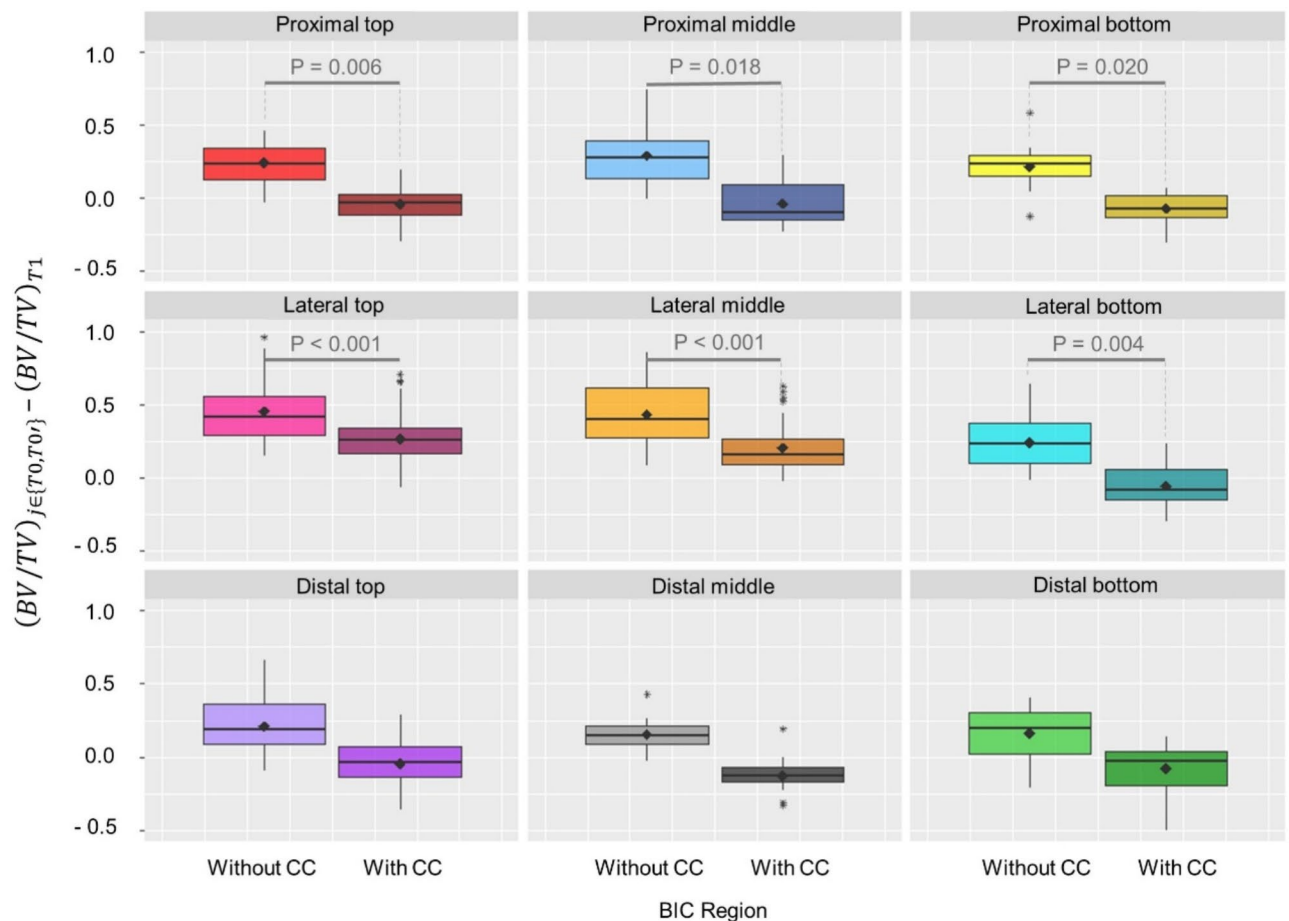 Proximal top
Proximal middle
Proximal bottom
1.0
P = 0.006
P = 0.018
P = 0.020
0.5
0.0
- 0.5
Lateral top
Lateral middle
Lateral bottom
1.0
P < 0.001
P < 0.001
P = 0.004
0.5
0.0
- 0.5
Distal top
Distal middle
Distal bottom
1.0
0.5
0.0
- 0.5
(BV/TV)j∈{T0,T0′} − (BV/TV)T1
Without CC
With CC
Without CC
With CC
Without CC
With CC
BIC Region